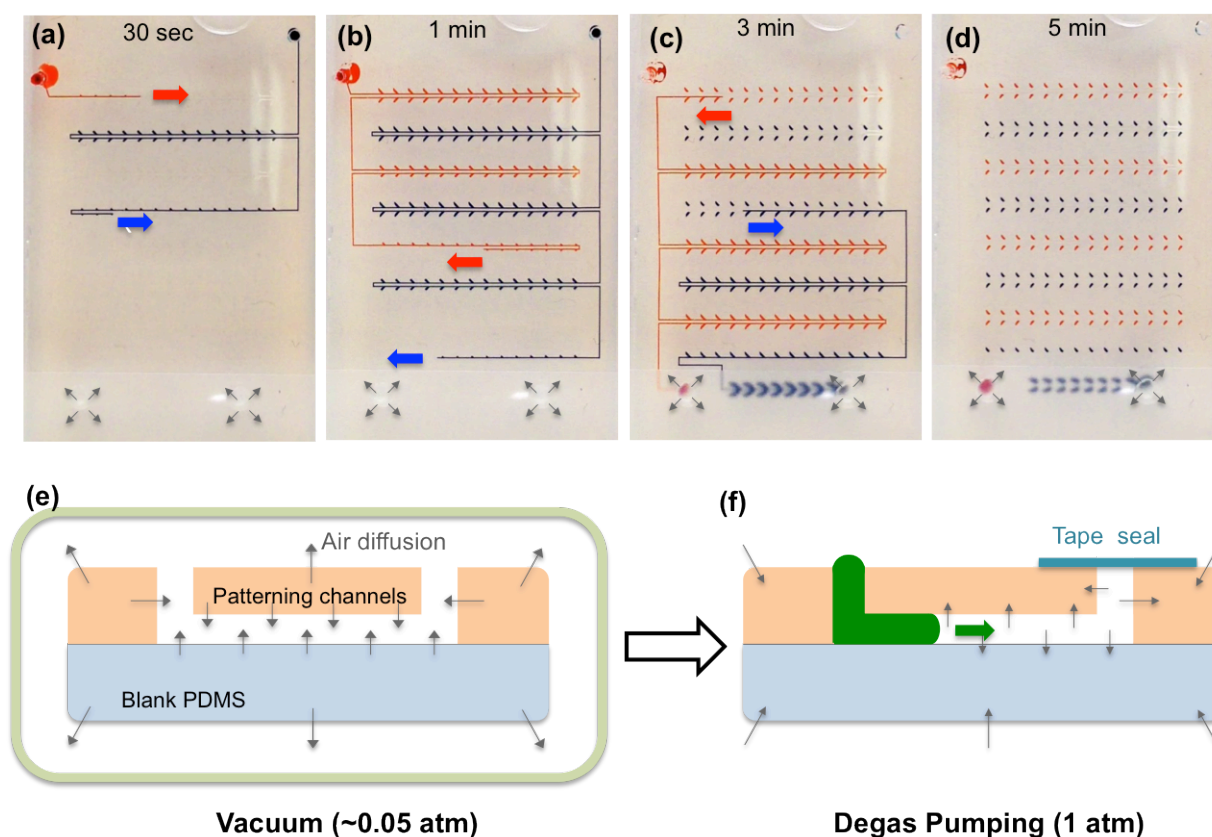 (a) 30 sec
(b) 1 min
(c) 3 min
(d) 5 min
(e)
Air diffusion
Patterning channels
Blank PDMS
Vacuum (~0.05 atm)
(f)
Tape seal
Degas Pumping (1 atm)